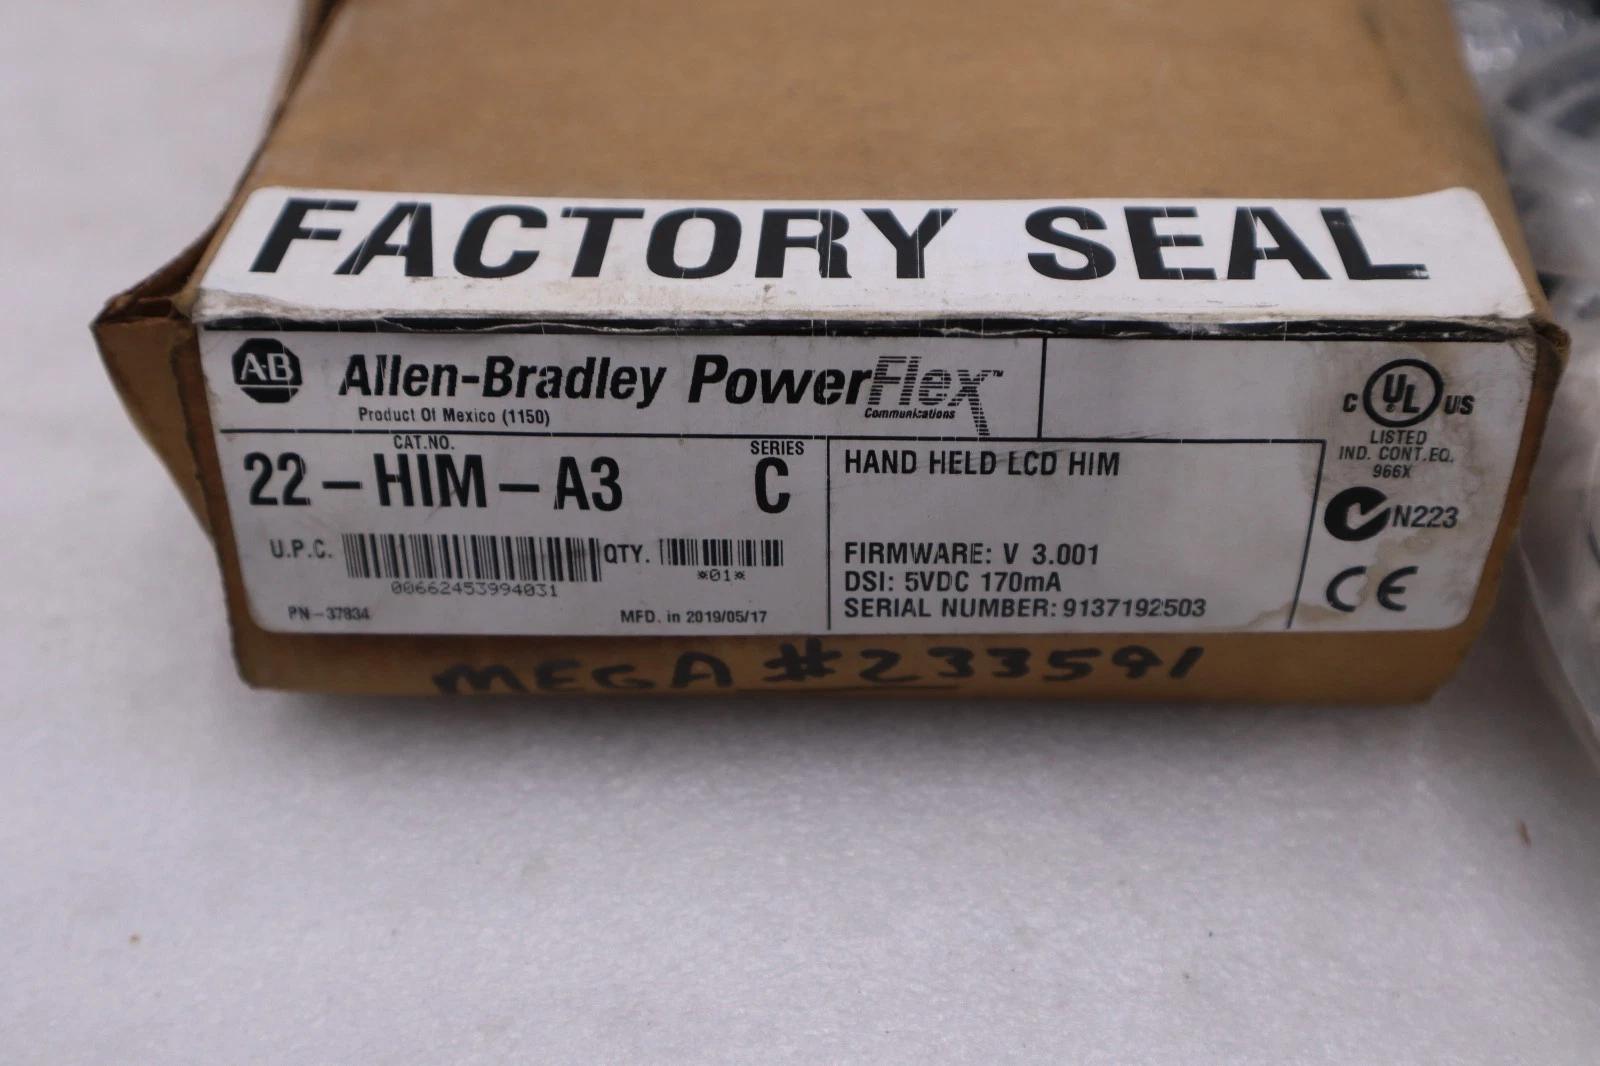 FACTORY SEAL
A-B Allen-Bradley PowerFlex™
Communications
Product Of Mexico (1150)
CAT.NO.
22-HIM-A3
SERIES
C
U.P.C.
00662453994031
QTY.
*01*
PN-37834
MFD. in 2019/05/17
HAND HELD LCD HIM
FIRMWARE: V 3.001
DSI: 5VDC 170mA
SERIAL NUMBER: 9137192503
C UL US
LISTED
IND. CONT.EQ.
966X
N223
CE
MEGA #233591